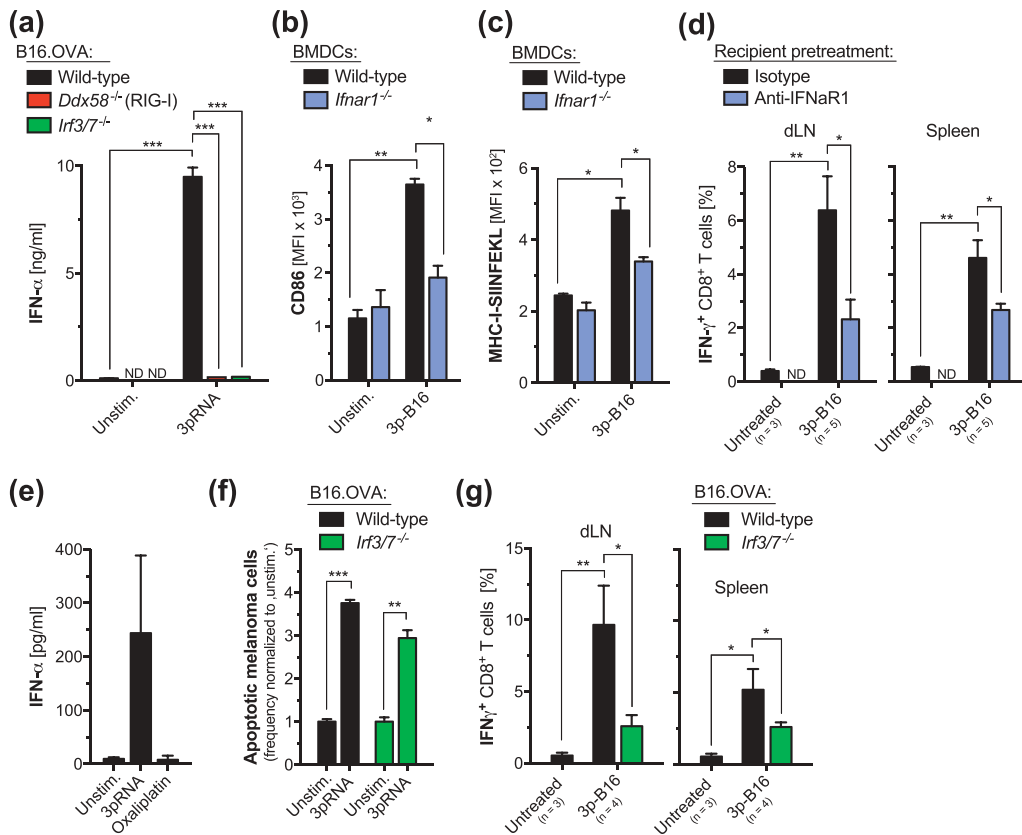 (a)
B16.OVA:
Wild-type
Ddx58-/- (RIG-I)
Irf3/7-/-
***
***
***
IFN-α [ng/ml]
10
5
0
ND ND
Unstim.
3pRNA
(b)
BMDCs:
Wild-type
Ifnar1-/-
*
**
CD86 [MFI x 10³]
4
3
2
1
0
Unstim.
3p-B16
(c)
BMDCs:
Wild-type
Ifnar1-/-
*
*
MHC-I-SIINFEKL [MFI x 10²]
6
4
2
0
Unstim.
3p-B16
(d)
Recipient pretreatment:
Isotype
Anti-IFNaR1
dLN
Spleen
**
*
**
*
IFN-γ+ CD8+ T cells [%]
8
6
4
2
0
ND
ND
Untreated
(n = 3)
3p-B16
(n = 5)
Untreated
(n = 3)
3p-B16
(n = 5)
(e)
IFN-α [pg/ml]
400
300
250
200
100
0
Unstim.
3pRNA
Oxaliplatin
(f)
B16.OVA:
Wild-type
Irf3/7-/-
***
**
Apoptotic melanoma cells
(frequency normalized to ‚unstim.‘)
5
4
3
2
1
0
Unstim.
3pRNA
Unstim.
3pRNA
(g)
B16.OVA:
Wild-type
Irf3/7-/-
dLN
Spleen
**
*
*
*
IFNγ+ CD8+ T cells [%]
15
10
5
0
Untreated
(n = 3)
3p-B16
(n = 4)
Untreated
(n = 3)
3p-B16
(n = 4)